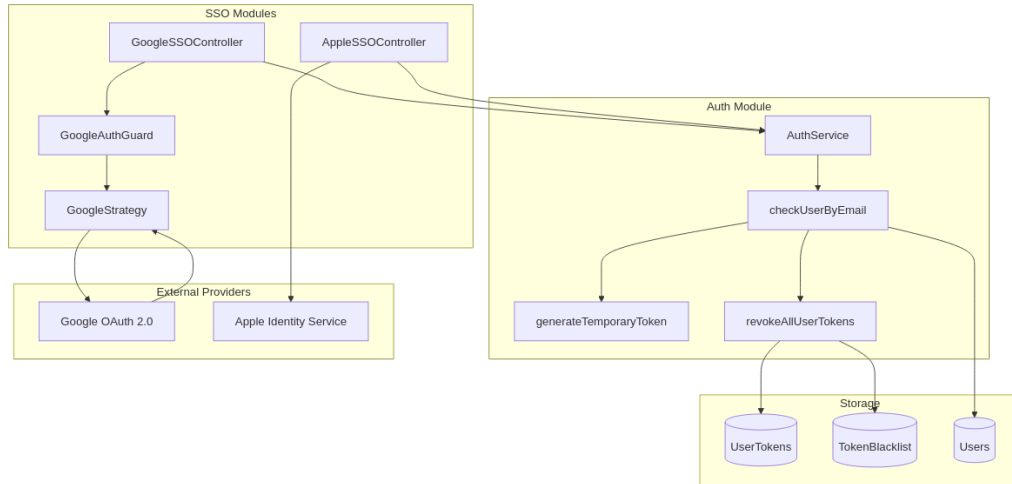 SSO Modules
GoogleSSOController
AppleSSOController
GoogleAuthGuard
GoogleStrategy
External Providers
Google OAuth 2.0
Apple Identity Service
Auth Module
AuthService
checkUserByEmail
generateTemporaryToken
revokeAllUserTokens
Storage
UserTokens
TokenBlacklist
Users